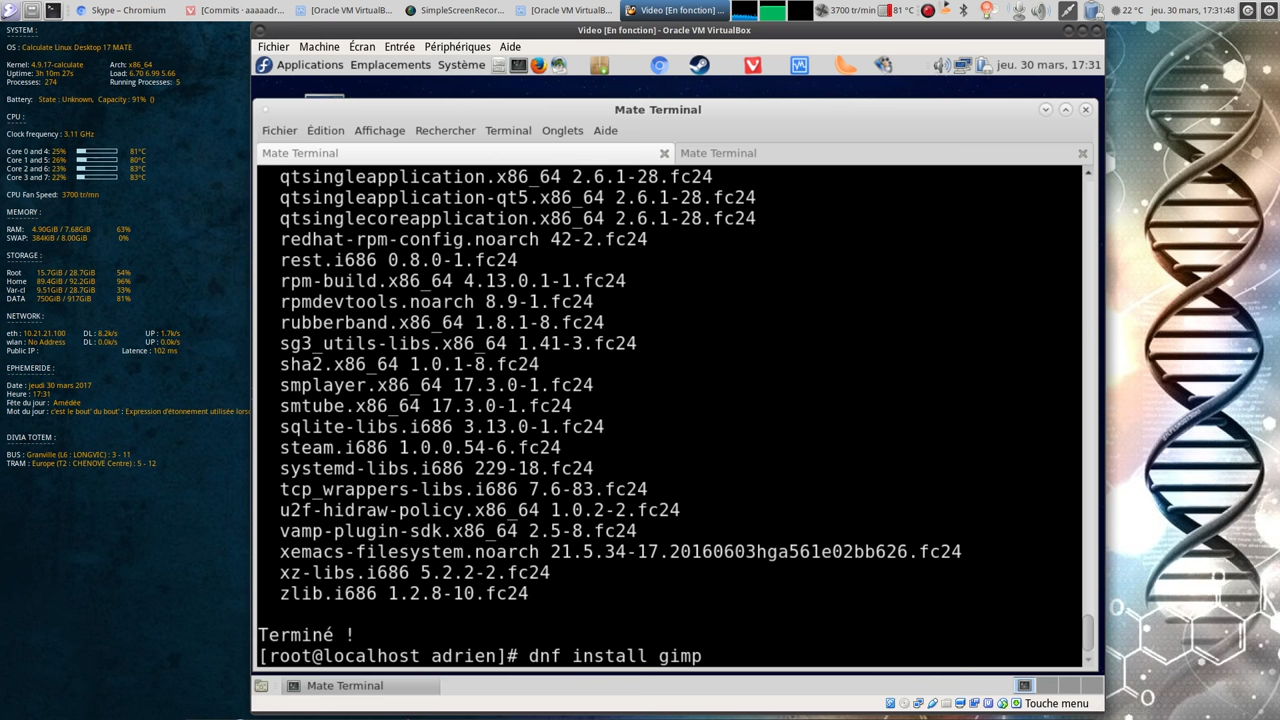 Skype – Chromium
[Commits · aaaaadr...
[Oracle VM VirtualB...
SimpleScreenRecor...
[Oracle VM VirtualB...
Video [En fonction] ...
3700 tr/min
81 °C
22 °C
jeu. 30 mars, 17:31:48
SYSTEM :
OS : Calculate Linux Desktop 17 MATE
Kernel: 4.9.17-calculate Arch: x86_64
Uptime: 3h 10m 27s Load: 6.70 6.99 5.66
Processes: 274 Running Processes: 5
Battery: State : Unknown, Capacity : 91% ()
CPU :
Clock frequency : 3.11 GHz
Core 0 and 4: 25% 81°C
Core 1 and 5: 26% 80°C
Core 2 and 6: 23% 83°C
Core 3 and 7: 22% 83°C
CPU Fan Speed: 3700 tr/mn
MEMORY :
RAM: 4.90GiB / 7.68GiB 63%
SWAP: 384KiB / 8.00GiB 0%
STORAGE :
Root 15.7GiB / 28.7GiB 54%
Home 89.4GiB / 92.2GiB 96%
Var-cl 9.51GiB / 28.7GiB 33%
DATA 750GiB / 917GiB 81%
NETWORK :
eth : 10.21.21.100 DL : 8.2k/s UP : 1.7k/s
wlan : No Address DL : 0.0k/s UP : 0.0k/s
Public IP : Latence : 102 ms
EPHEMERIDE :
Date : jeudi 30 mars 2017
Heure : 17:31
Fête du jour : Amédée
Mot du jour : c'est le bout' du bout' : Expression d'étonnement utilisée lors
DIVIA TOTEM :
BUS : Granville (L6 : LONGVIC) : 3 - 11
TRAM : Europe (T2 : CHENOVE Centre) : 5 - 12
Video [En fonction] - Oracle VM VirtualBox
Fichier Machine Écran Entrée Périphériques Aide
Applications Emplacements Système
jeu. 30 mars, 17:31
Mate Terminal
Fichier Édition Affichage Rechercher Terminal Onglets Aide
Mate Terminal
Mate Terminal
qtsingleapplication.x86_64 2.6.1-28.fc24
qtsingleapplication-qt5.x86_64 2.6.1-28.fc24
qtsinglecoreapplication.x86_64 2.6.1-28.fc24
redhat-rpm-config.noarch 42-2.fc24
rest.i686 0.8.0-1.fc24
rpm-build.x86_64 4.13.0.1-1.fc24
rpmdevtools.noarch 8.9-1.fc24
rubberband.x86_64 1.8.1-8.fc24
sg3_utils-libs.x86_64 1.41-3.fc24
sha2.x86_64 1.0.1-8.fc24
smplayer.x86_64 17.3.0-1.fc24
smtube.x86_64 17.3.0-1.fc24
sqlite-libs.i686 3.13.0-1.fc24
steam.i686 1.0.0.54-6.fc24
systemd-libs.i686 229-18.fc24
tcp_wrappers-libs.i686 7.6-83.fc24
u2f-hidraw-policy.x86_64 1.0.2-2.fc24
vamp-plugin-sdk.x86_64 2.5-8.fc24
xemacs-filesystem.noarch 21.5.34-17.20160603hga561e02bb626.fc24
xz-libs.i686 5.2.2-2.fc24
zlib.i686 1.2.8-10.fc24
Terminé !
[root@localhost adrien]# dnf install gimp
Mate Terminal
Touche menu